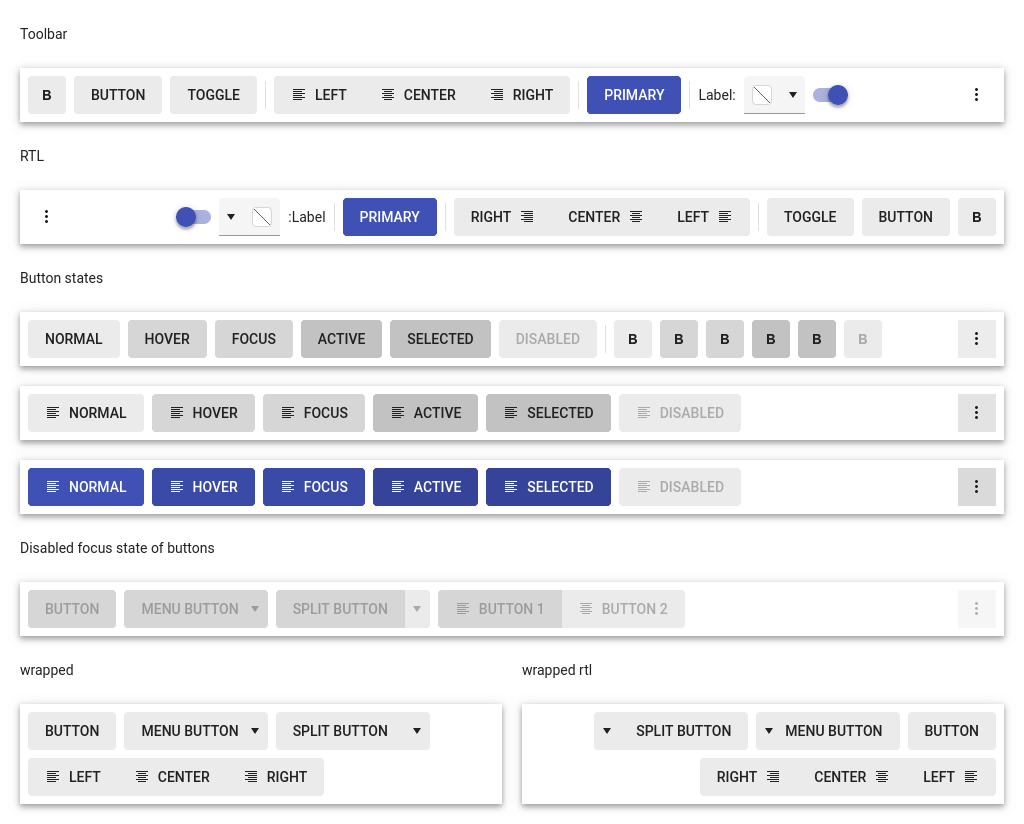 Toolbar
B BUTTON TOGGLE LEFT CENTER RIGHT PRIMARY Label:
RTL
:Label PRIMARY RIGHT CENTER LEFT TOGGLE BUTTON B
Button states
NORMAL HOVER FOCUS ACTIVE SELECTED DISABLED B B B B B B
NORMAL HOVER FOCUS ACTIVE SELECTED DISABLED
NORMAL HOVER FOCUS ACTIVE SELECTED DISABLED
Disabled focus state of buttons
BUTTON MENU BUTTON SPLIT BUTTON BUTTON 1 BUTTON 2
wrapped
BUTTON MENU BUTTON SPLIT BUTTON
LEFT CENTER RIGHT
wrapped rtl
SPLIT BUTTON MENU BUTTON BUTTON
RIGHT CENTER LEFT